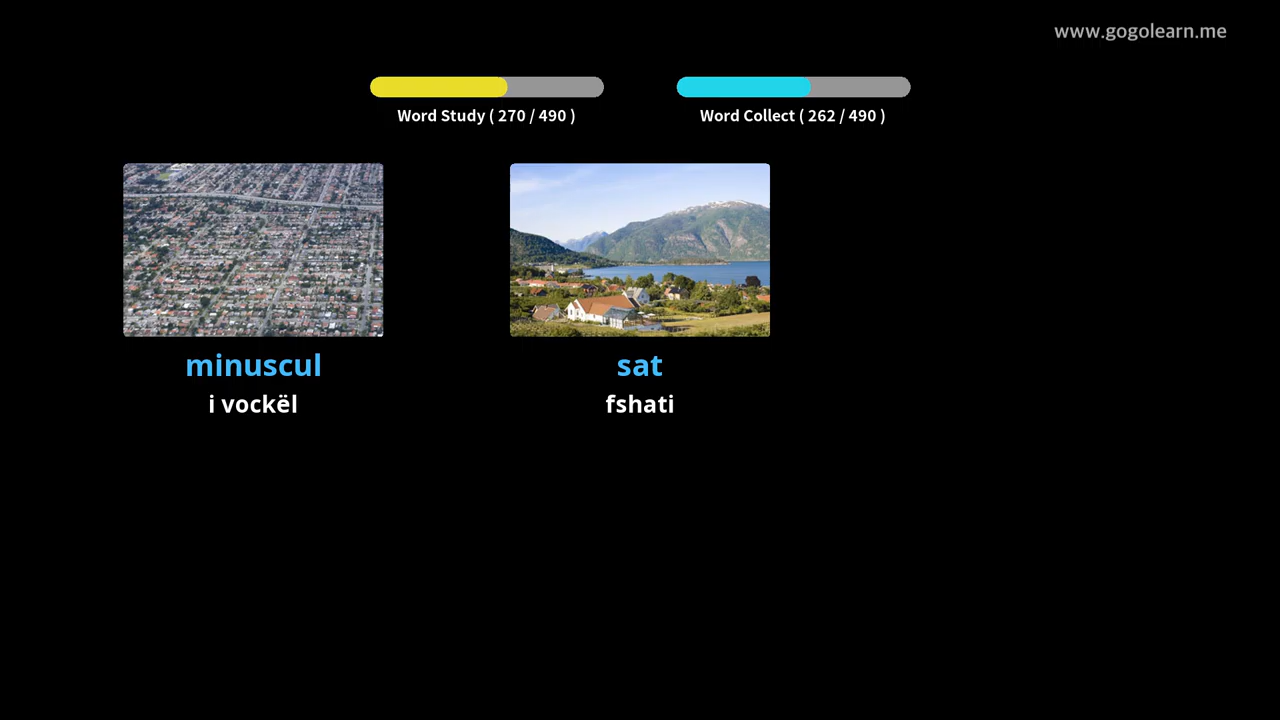 www.gogolearn.me
Word Study ( 270 / 490 )
Word Collect ( 262 / 490 )
minuscul
i vockël
sat
fshati